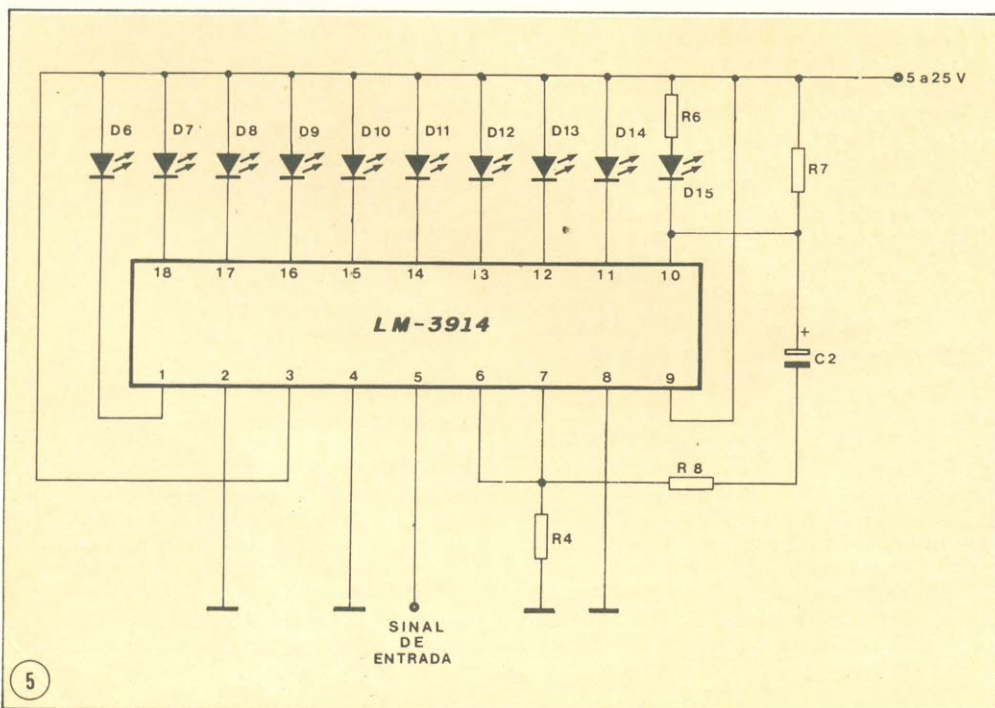 5 a 25 V
D6 D7 D8 D9 D10 D11 D12 D13 D14 R6
R7
D15
18 17 16 15 14 13 12 11 10
LM-3914
C2
+
1 2 3 4 5 6 7 8 9
R8
R4
SINAL
DE
ENTRADA
5